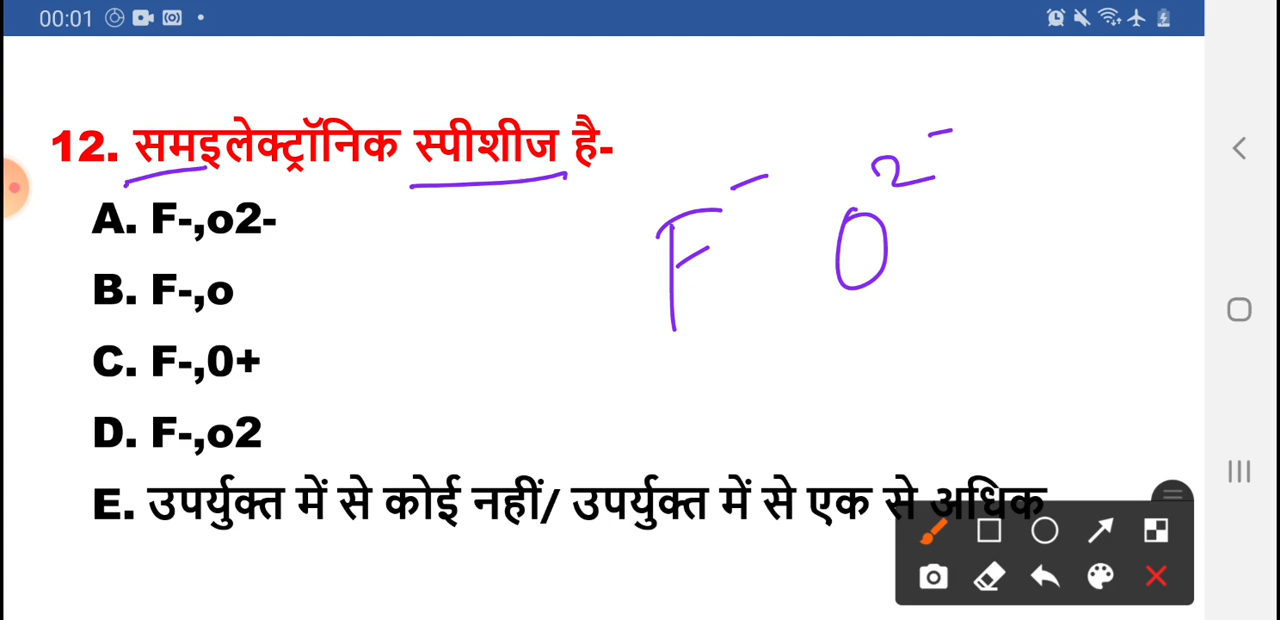 00:01
12. समइलेक्ट्रॉनिक स्पीशीज है-
F⁻ O²⁻
A. F-,o2-
B. F-,o
C. F-,0+
D. F-,o2
E. उपर्युक्त में से कोई नहीं/ उपर्युक्त में से एक से अधिक